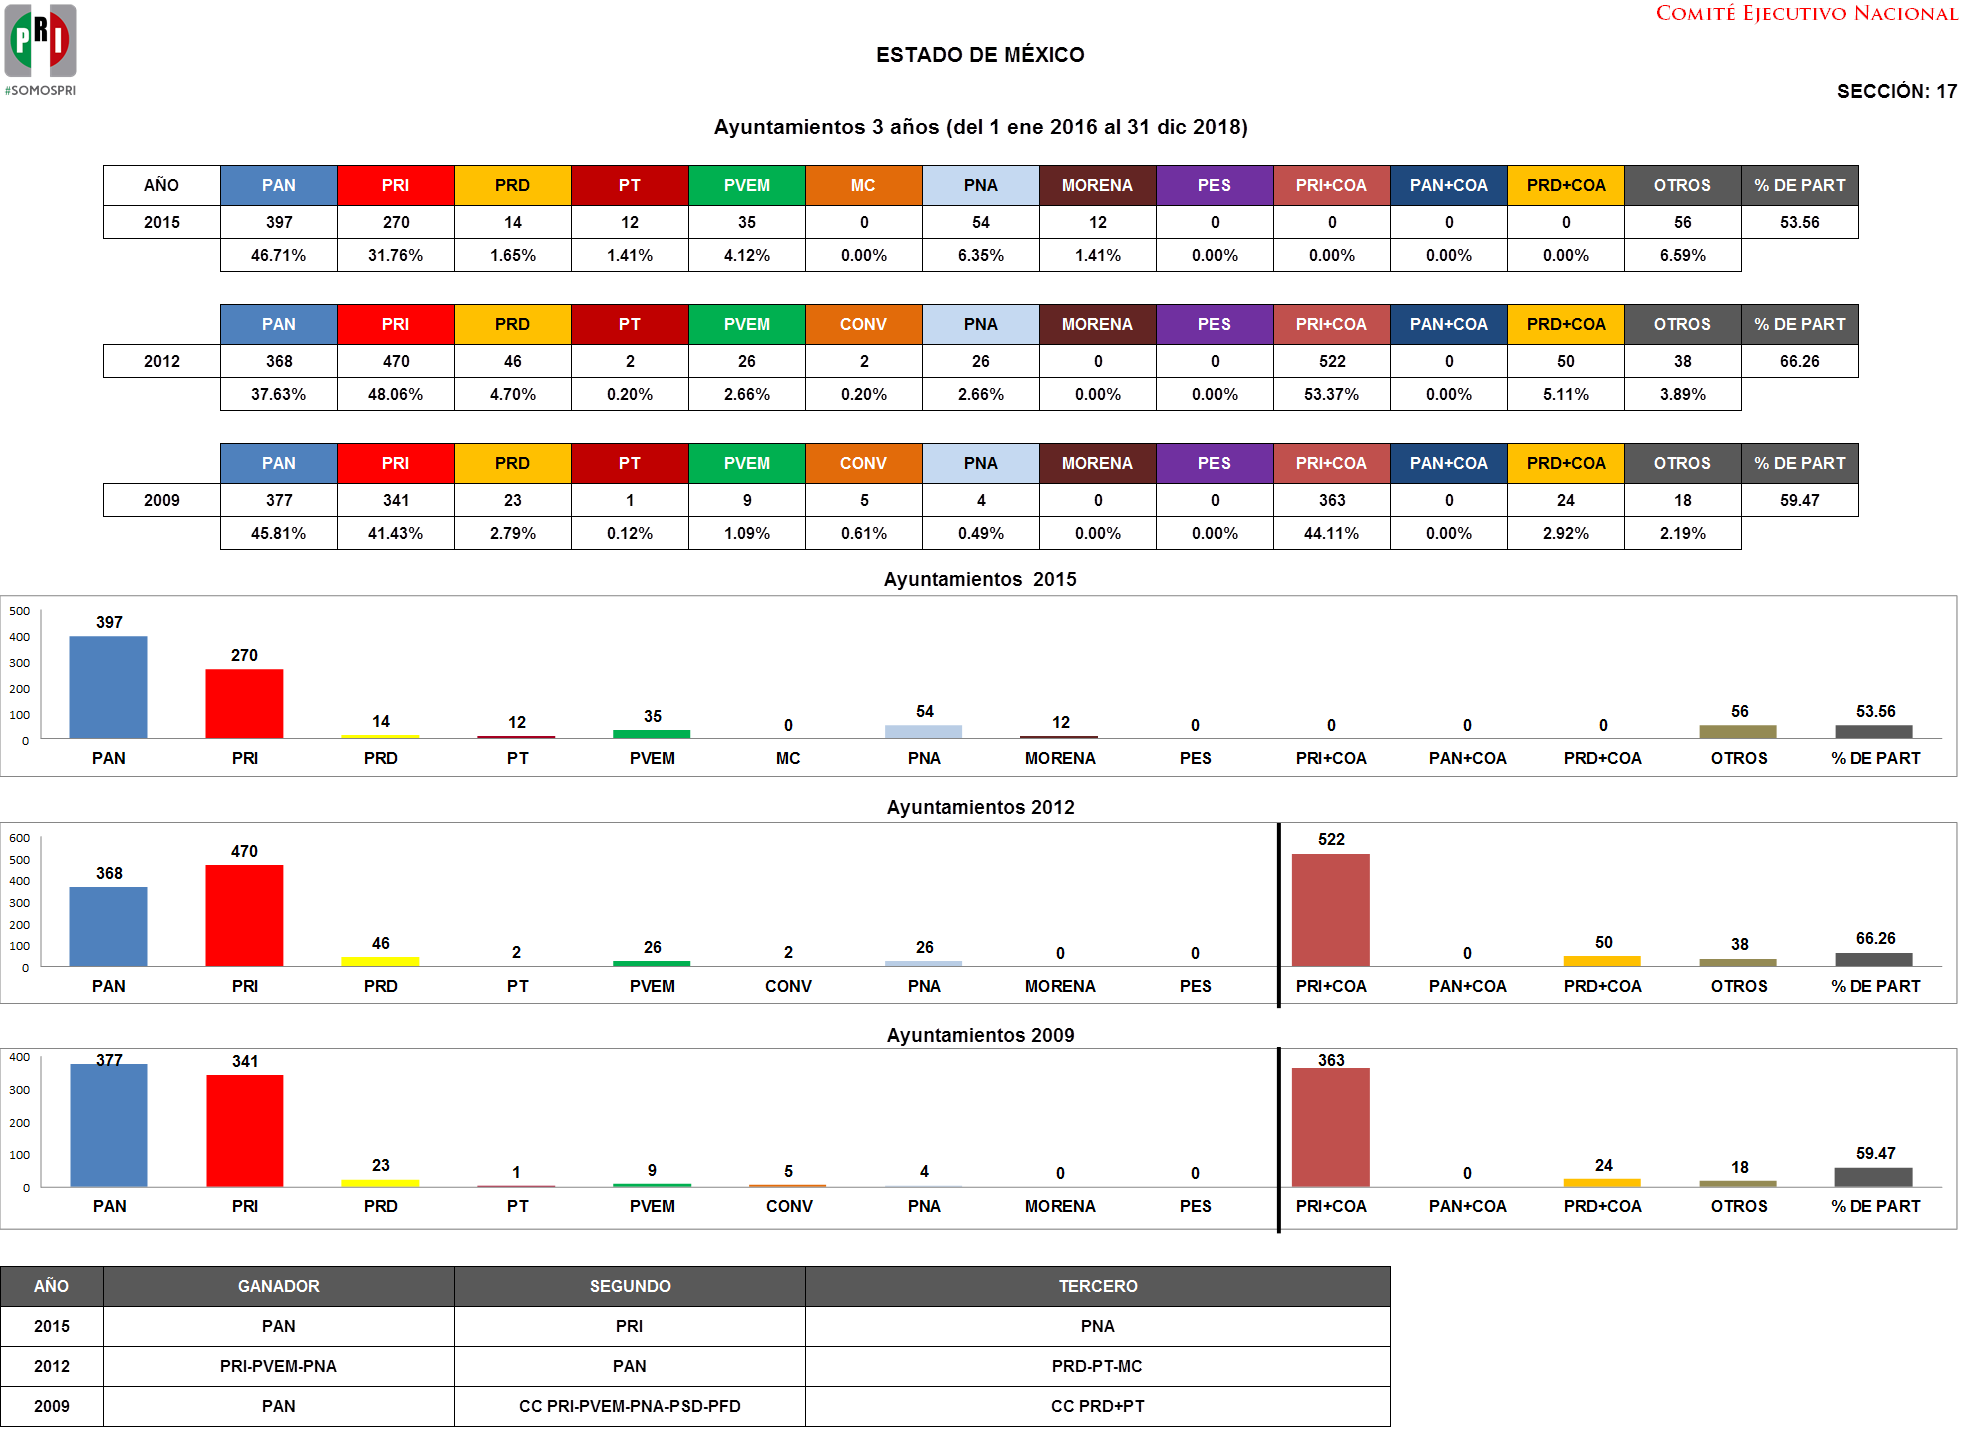 PRI
#SOMOSPRI
COMITÉ EJECUTIVO NACIONAL
ESTADO DE MÉXICO
SECCIÓN: 17
Ayuntamientos 3 años (del 1 ene 2016 al 31 dic 2018)
AÑO PAN PRI PRD PT PVEM MC PNA MORENA PES PRI+COA PAN+COA PRD+COA OTROS % DE PART
2015 397 270 14 12 35 0 54 12 0 0 0 0 56 53.56
46.71% 31.76% 1.65% 1.41% 4.12% 0.00% 6.35% 1.41% 0.00% 0.00% 0.00% 0.00% 6.59%
PAN PRI PRD PT PVEM CONV PNA MORENA PES PRI+COA PAN+COA PRD+COA OTROS % DE PART
2012 368 470 46 2 26 2 26 0 0 522 0 50 38 66.26
37.63% 48.06% 4.70% 0.20% 2.66% 0.20% 2.66% 0.00% 0.00% 53.37% 0.00% 5.11% 3.89%
PAN PRI PRD PT PVEM CONV PNA MORENA PES PRI+COA PAN+COA PRD+COA OTROS % DE PART
2009 377 341 23 1 9 5 4 0 0 363 0 24 18 59.47
45.81% 41.43% 2.79% 0.12% 1.09% 0.61% 0.49% 0.00% 0.00% 44.11% 0.00% 2.92% 2.19%
Ayuntamientos 2015
500
400
300
200
100
0
397 270 14 12 35 0 54 12 0 0 0 0 56 53.56
PAN PRI PRD PT PVEM MC PNA MORENA PES PRI+COA PAN+COA PRD+COA OTROS % DE PART
Ayuntamientos 2012
600
500
400
300
200
100
0
368 470 46 2 26 2 26 0 0 522 0 50 38 66.26
PAN PRI PRD PT PVEM CONV PNA MORENA PES PRI+COA PAN+COA PRD+COA OTROS % DE PART
Ayuntamientos 2009
400
300
200
100
0
377 341 23 1 9 5 4 0 0 363 0 24 18 59.47
PAN PRI PRD PT PVEM CONV PNA MORENA PES PRI+COA PAN+COA PRD+COA OTROS % DE PART
AÑO GANADOR SEGUNDO TERCERO
2015 PAN PRI PNA
2012 PRI-PVEM-PNA PAN PRD-PT-MC
2009 PAN CC PRI-PVEM-PNA-PSD-PFD CC PRD+PT